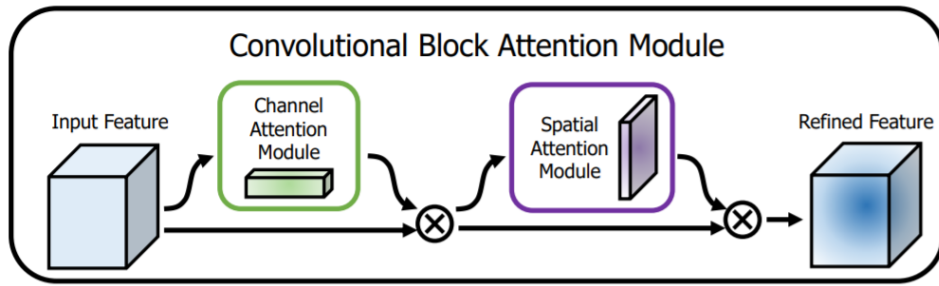 Convolutional Block Attention Module
Input Feature
Channel
Attention
Module
Spatial
Attention
Module
Refined Feature